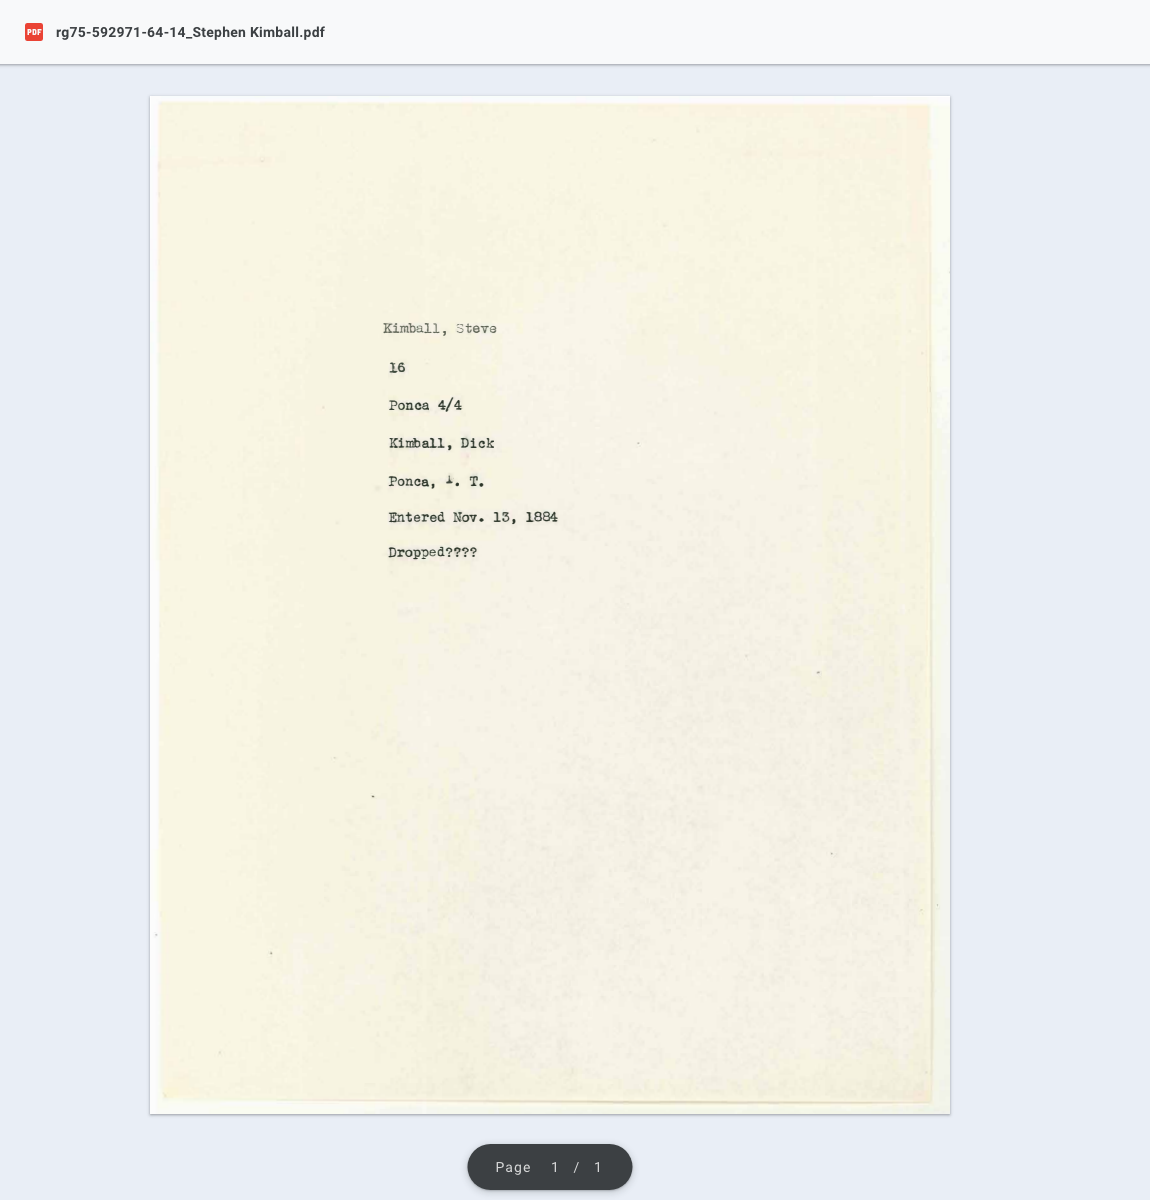 PDF rg75-592971-64-14_Stephen Kimball.pdf
Kimball, Steve
16
Ponca 4/4
Kimball, Dick
Ponca, I. T.
Entered Nov. 13, 1884
Dropped????
Page 1 / 1